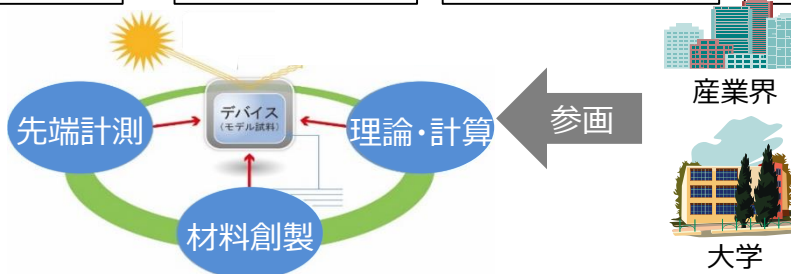 産業界
デバイス
(モデル試料)
先端計測
理論・計算
参画
材料創製
大学